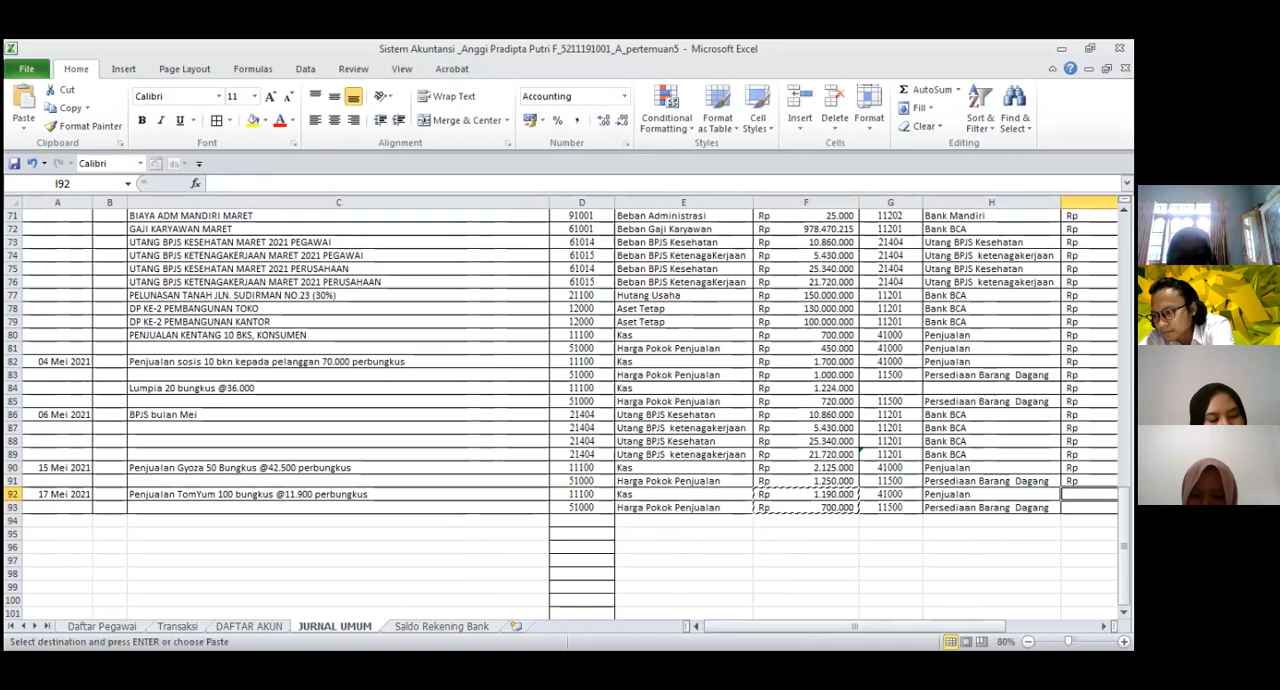 Sistem Akuntansi _Anggi Pradipta Putri F_5211191001_A_pertemuan5 - Microsoft Excel
File Home Insert Page Layout Formulas Data Review View Acrobat
Paste Cut Copy Format Painter Clipboard
Calibri 11 B I U Font
Wrap Text Merge & Center Alignment
Accounting % , Number
Conditional Formatting Format as Table Cell Styles Styles
Insert Delete Format Cells
Σ AutoSum Fill Clear Sort & Filter Find & Select Editing
Calibri
I92 fx
A B C D E F G H
71 BIAYA ADM MANDIRI MARET 91001 Beban Administrasi Rp 25.000 11202 Bank Mandiri Rp
72 GAJI KARYAWAN MARET 61001 Beban Gaji Karyawan Rp 978.470.215 11201 Bank BCA Rp
73 UTANG BPJS KESEHATAN MARET 2021 PEGAWAI 61014 Beban BPJS Kesehatan Rp 10.860.000 21404 Utang BPJS Kesehatan Rp
74 UTANG BPJS KETENAGAKERJAAN MARET 2021 PEGAWAI 61015 Beban BPJS KetenagaKerjaan Rp 5.430.000 21404 Utang BPJS ketenagakerjaan Rp
75 UTANG BPJS KESEHATAN MARET 2021 PERUSAHAAN 61014 Beban BPJS Kesehatan Rp 25.340.000 21404 Utang BPJS Kesehatan Rp
76 UTANG BPJS KETENAGAKERJAAN MARET 2021 PERUSAHAAN 61015 Beban BPJS KetenagaKerjaan Rp 21.720.000 21404 Utang BPJS ketenagakerjaan Rp
77 PELUNASAN TANAH JLN. SUDIRMAN NO.23 (30%) 21100 Hutang Usaha Rp 150.000.000 11201 Bank BCA Rp
78 DP KE-2 PEMBANGUNAN TOKO 12000 Aset Tetap Rp 130.000.000 11201 Bank BCA Rp
79 DP KE-2 PEMBANGUNAN KANTOR 12000 Aset Tetap Rp 100.000.000 11201 Bank BCA Rp
80 PENJUALAN KENTANG 10 BKS, KONSUMEN 11100 Kas Rp 700.000 41000 Penjualan Rp
81 51000 Harga Pokok Penjualan Rp 450.000 41000 Penjualan Rp
82 04 Mei 2021 Penjualan sosis 10 bkn kepada pelanggan 70.000 perbungkus 11100 Kas Rp 1.700.000 41000 Penjualan Rp
83 51000 Harga Pokok Penjualan Rp 1.000.000 11500 Persediaan Barang Dagang Rp
84 Lumpia 20 bungkus @36.000 11100 Kas Rp 1.224.000 Rp
85 51000 Harga Pokok Penjualan Rp 720.000 11500 Persediaan Barang Dagang Rp
86 06 Mei 2021 BPJS bulan Mei 21404 Utang BPJS Kesehatan Rp 10.860.000 11201 Bank BCA Rp
87 21404 Utang BPJS ketenagakerjaan Rp 5.430.000 11201 Bank BCA Rp
88 21404 Utang BPJS Kesehatan Rp 25.340.000 11201 Bank BCA Rp
89 21404 Utang BPJS ketenagakerjaan Rp 21.720.000 11201 Bank BCA Rp
90 15 Mei 2021 Penjualan Gyoza 50 Bungkus @42.500 perbungkus 11100 Kas Rp 2.125.000 41000 Penjualan Rp
91 51000 Harga Pokok Penjualan Rp 1.250.000 11500 Persediaan Barang Dagang Rp
92 17 Mei 2021 Penjualan TomYum 100 bungkus @11.900 perbungkus 11100 Kas Rp 1.190.000 41000 Penjualan
93 51000 Harga Pokok Penjualan Rp 700.000 11500 Persediaan Barang Dagang
94
95
96
97
98
99
100
101
Daftar Pegawai Transaksi DAFTAR AKUN JURNAL UMUM Saldo Rekening Bank
Select destination and press ENTER or choose Paste 80%